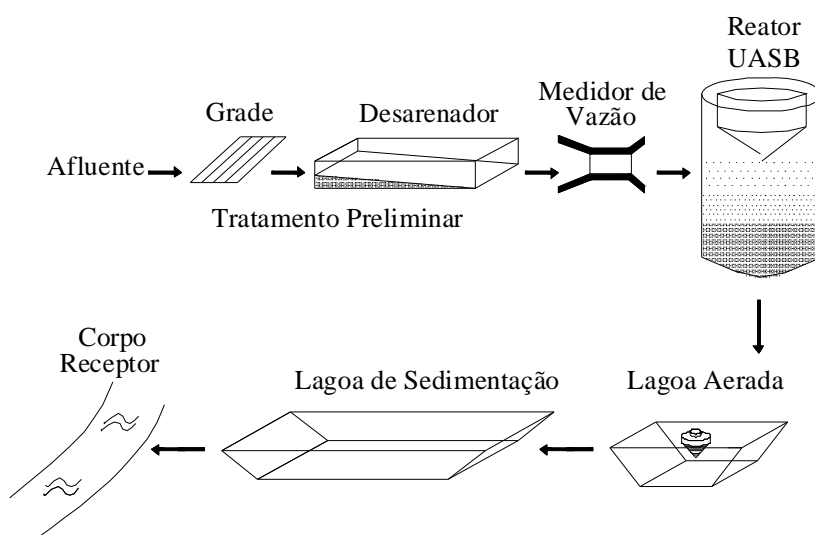 Reator
UASB
Medidor de
Vazão
Grade
Desarenador
Afluente
Tratamento Preliminar
Corpo
Receptor
Lagoa de Sedimentação
Lagoa Aerada